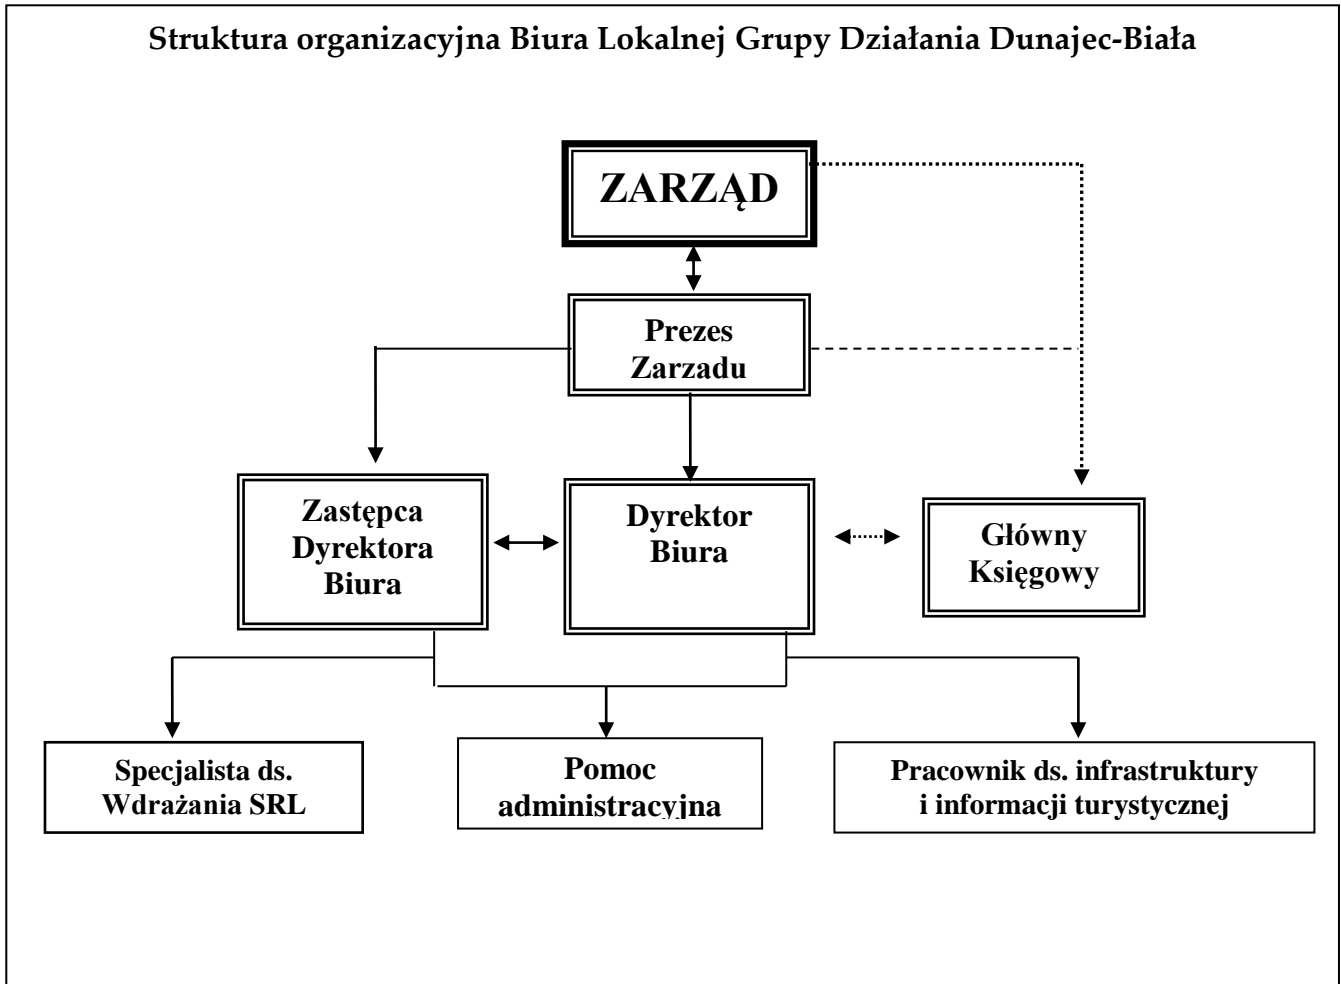 Struktura organizacyjna Biura Lokalnej Grupy Działania Dunajec-Biała
ZARZĄD
Prezes
Zarzadu
Zastępca
Dyrektora
Biura
Dyrektor
Biura
Główny
Księgowy
Specjalista ds.
Wdrażania SRL
Pomoc
administracyjna
Pracownik ds. infrastruktury
i informacji turystycznej